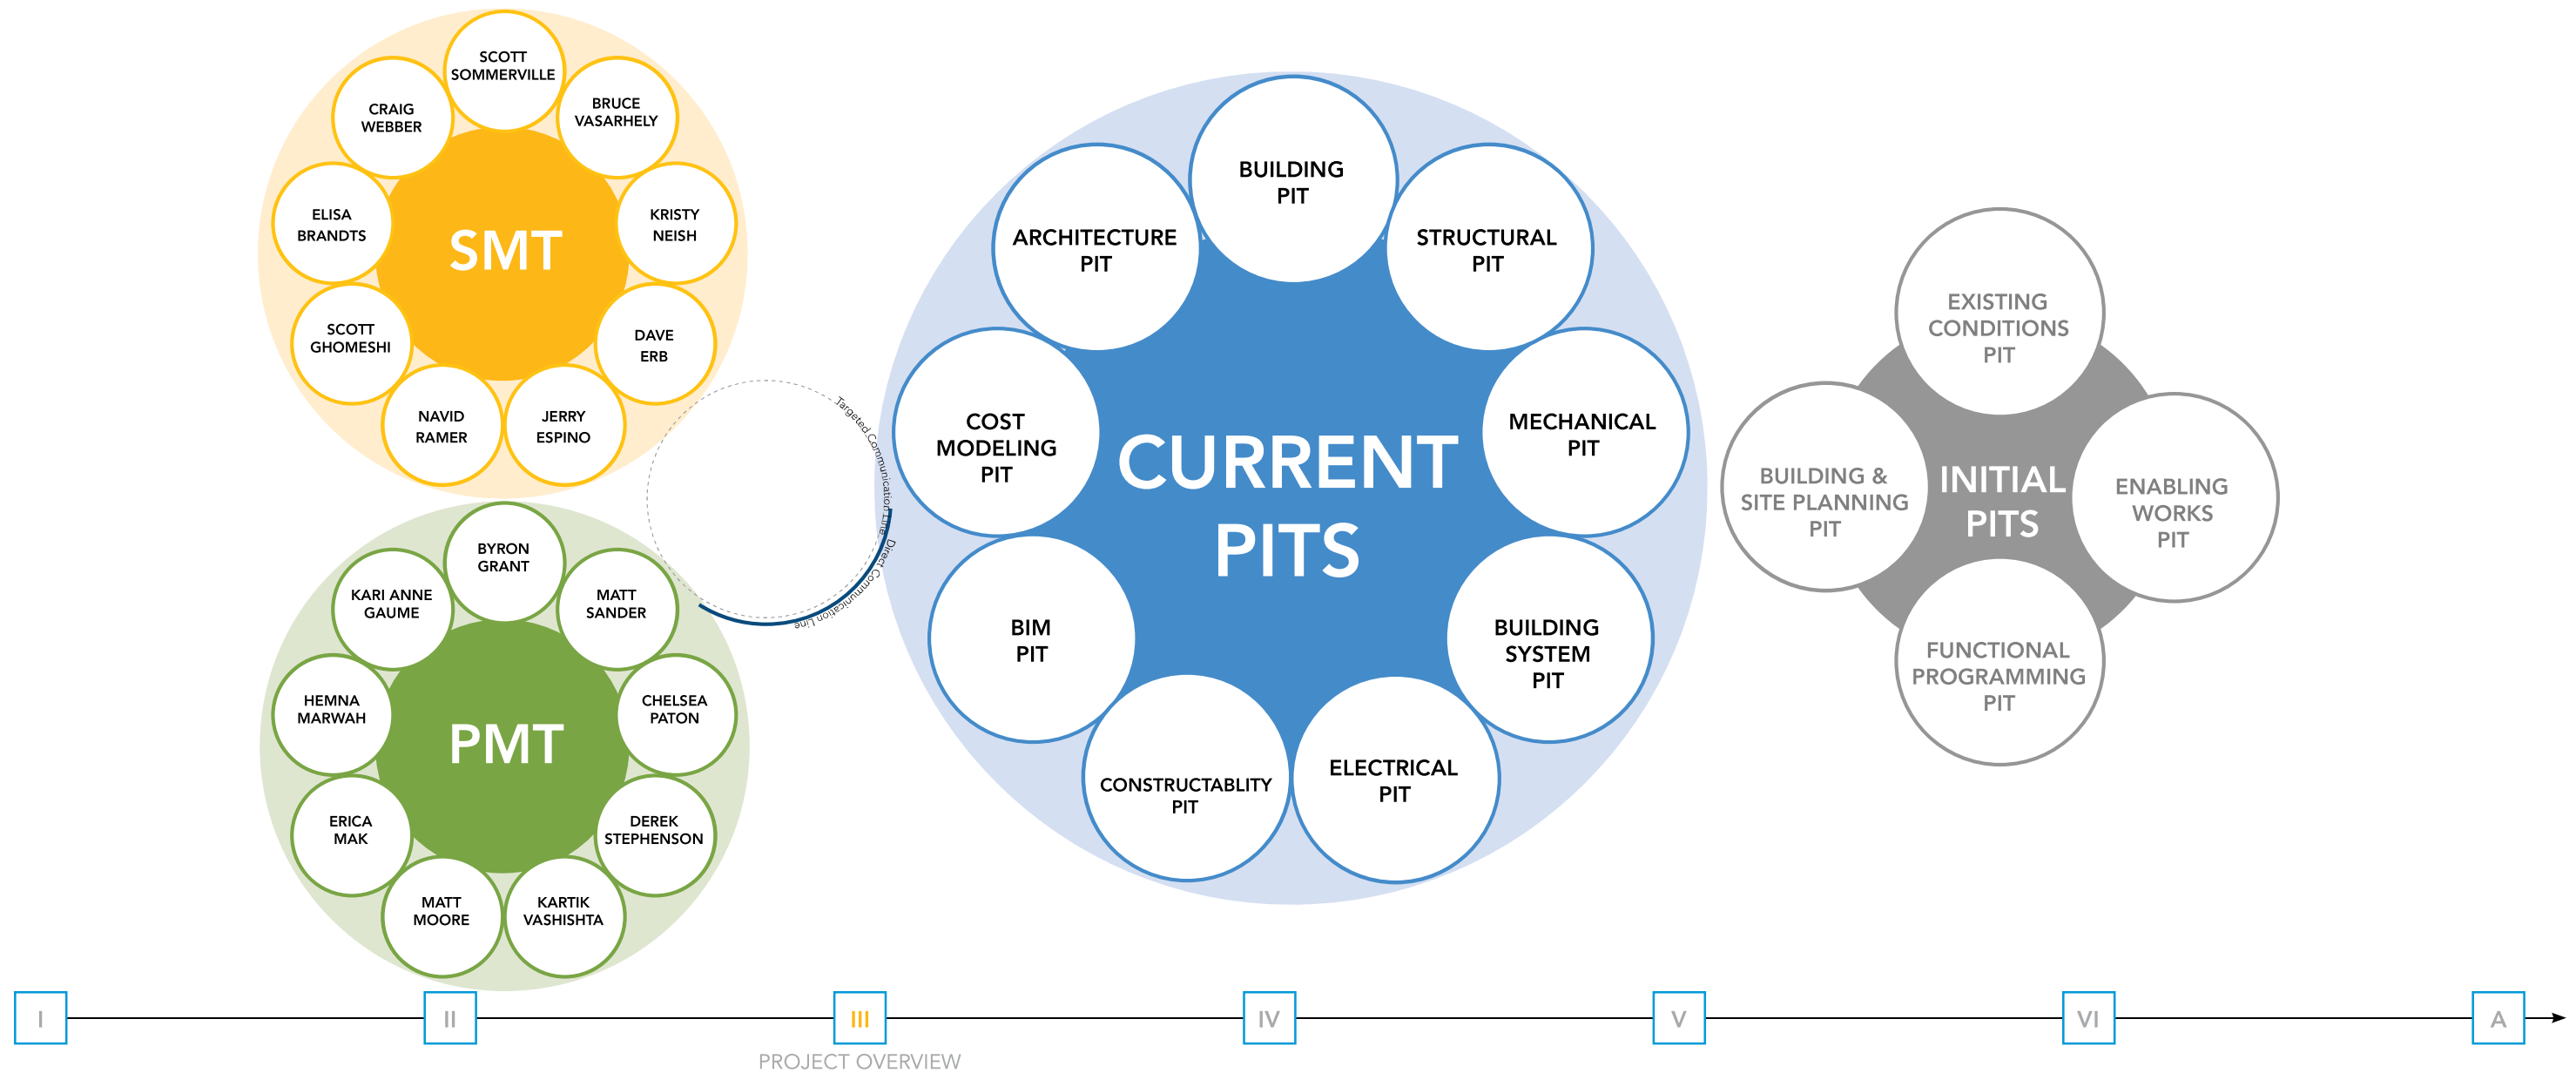 SCOTT
SOMMERVILLE
BRUCE
VASARHELY
KRISTY
NEISH
DAVE
ERB
JERRY
ESPINO
NAVID
RAMER
SCOTT
GHOMESHI
ELISA
BRANDTS
CRAIG
WEBBER
SMT
BYRON
GRANT
MATT
SANDER
CHELSEA
PATON
DEREK
STEPHENSON
KARTIK
VASHISHTA
MATT
MOORE
ERICA
MAK
HEMNA
MARWAH
KARI ANNE
GAUME
PMT
Targeted Communication Line
Direct Communication Line
BUILDING
PIT
STRUCTURAL
PIT
MECHANICAL
PIT
BUILDING
SYSTEM
PIT
ELECTRICAL
PIT
CONSTRUCTABLITY
PIT
BIM
PIT
COST
MODELING
PIT
ARCHITECTURE
PIT
CURRENT
PITS
EXISTING
CONDITIONS
PIT
ENABLING
WORKS
PIT
FUNCTIONAL
PROGRAMMING
PIT
BUILDING &
SITE PLANNING
PIT
INITIAL
PITS
I
II
III
IV
V
VI
A
PROJECT OVERVIEW